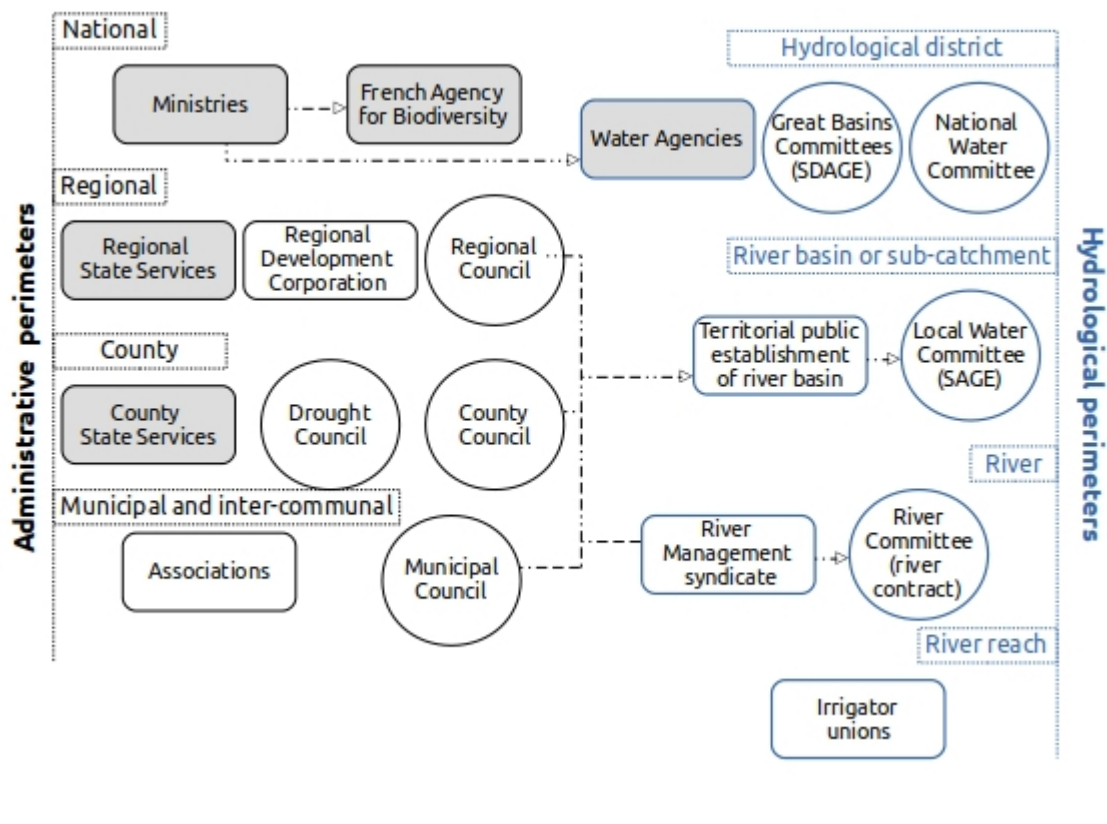 National
Ministries
French Agency
for Biodiversity
Regional
Regional
State Services
Regional
Development
Corporation
Regional
Council
County
County
State Services
Drought
Council
County
Council
Municipal and inter-communal
Associations
Municipal
Council
Administrative perimeters
Hydrological district
Water Agencies
Great Basins
Committees
(SDAGE)
National
Water
Committee
River basin or sub-catchment
Territorial public
establishment
of river basin
Local Water
Committee
(SAGE)
River
River
Management
syndicate
River
Committee
(river
contract)
River reach
Irrigator
unions
Hydrological perimeters